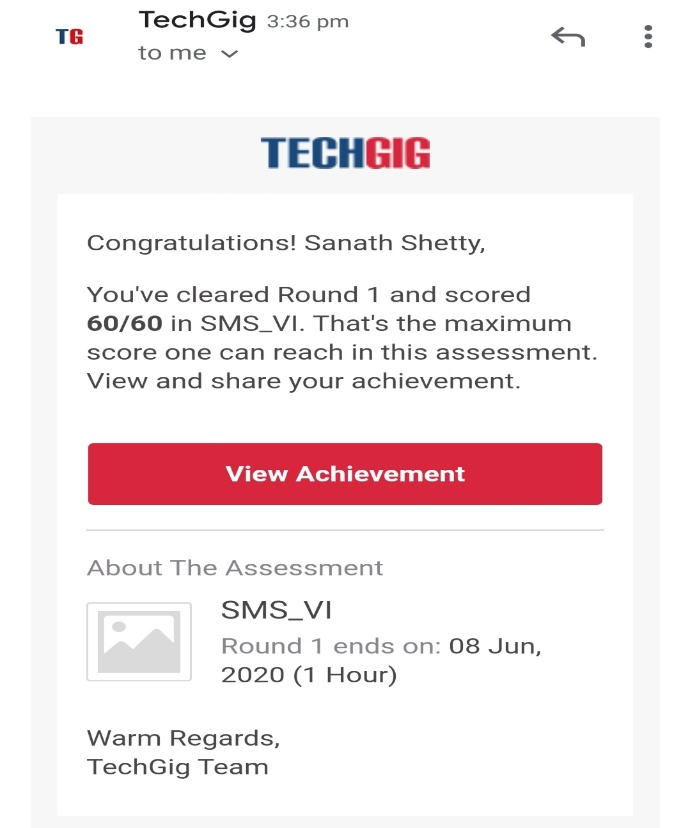 TG
TechGig 3:36 pm
to me
TECHGIG
Congratulations! Sanath Shetty,
You've cleared Round 1 and scored
60/60 in SMS_VI. That's the maximum
score one can reach in this assessment.
View and share your achievement.
View Achievement
About The Assessment
SMS_VI
Round 1 ends on: 08 Jun,
2020 (1 Hour)
Warm Regards,
TechGig Team